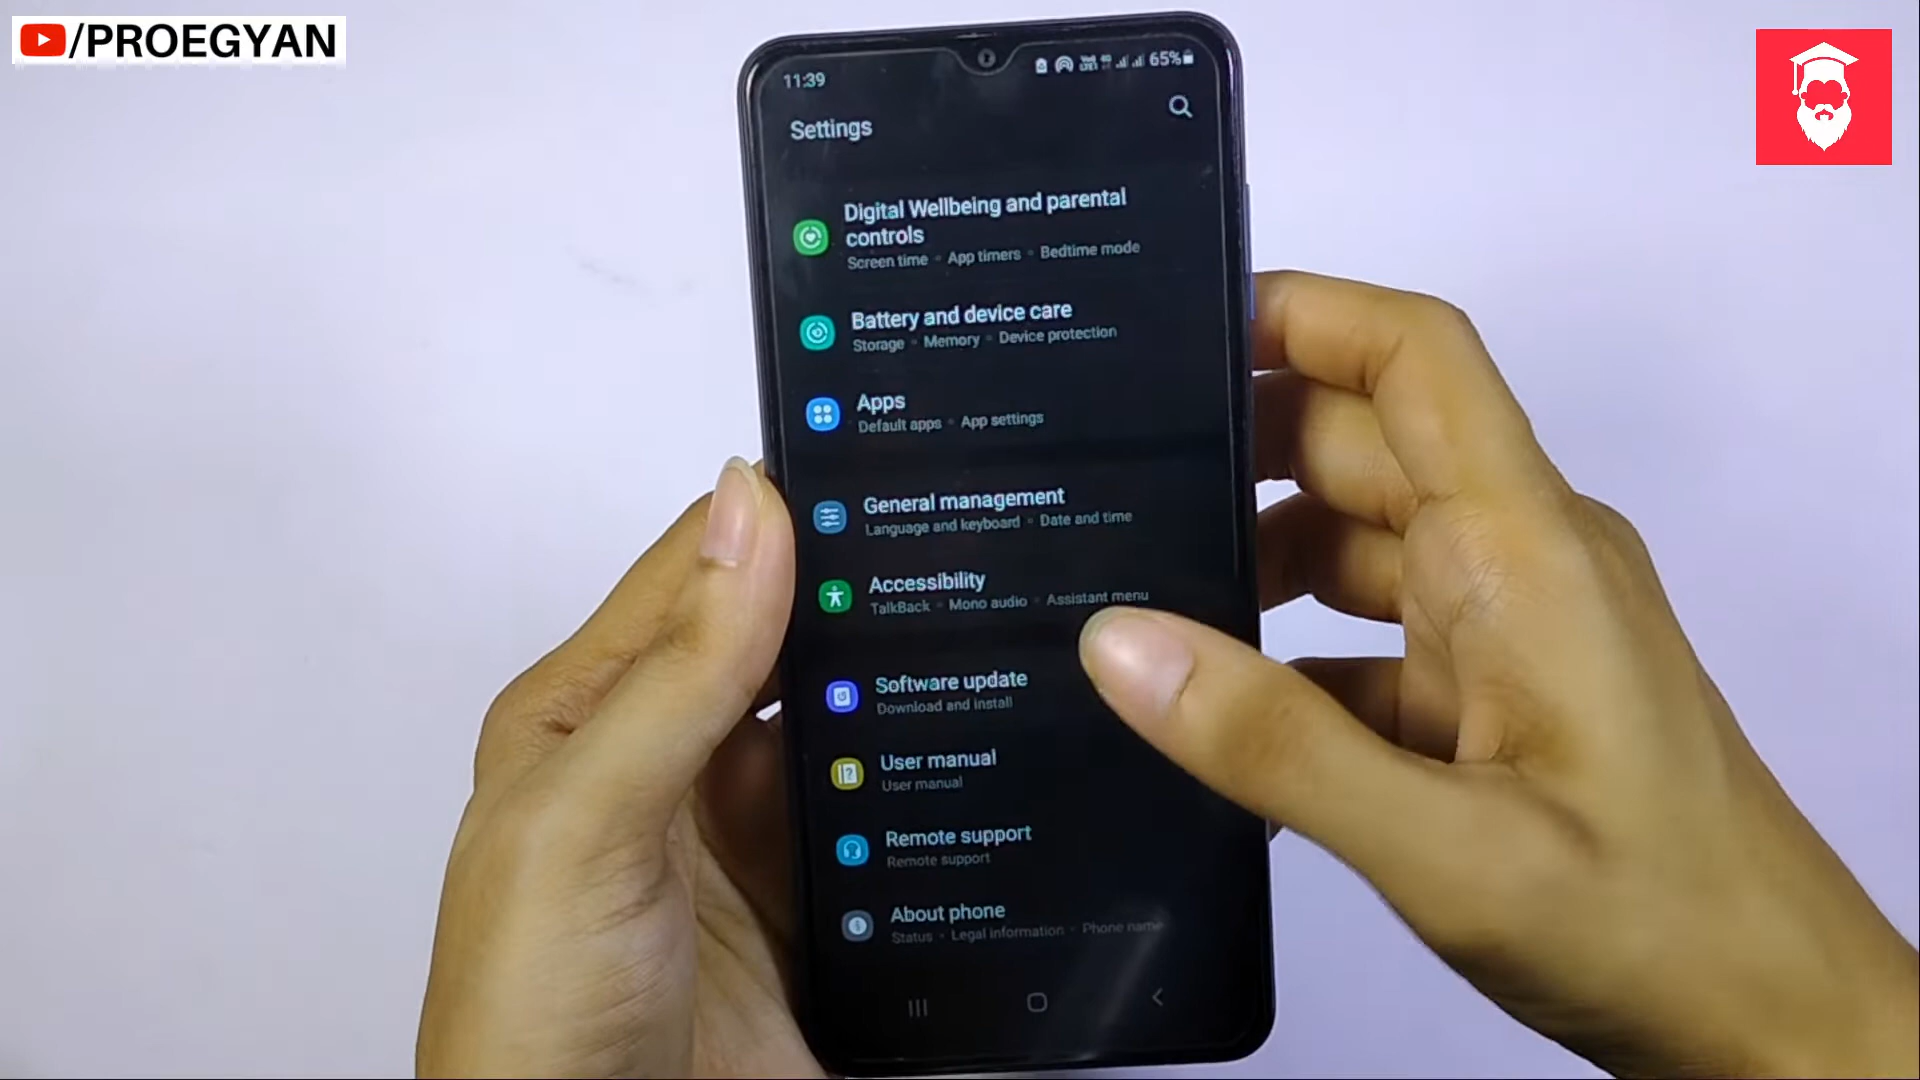 /PROEGYAN
11:39
65%
Settings
Digital Wellbeing and parental
controls
Screen time • App timers • Bedtime mode
Battery and device care
Storage • Memory • Device protection
Apps
Default apps • App settings
General management
Language and keyboard • Date and time
Accessibility
TalkBack • Mono audio • Assistant menu
Software update
Download and install
User manual
User manual
Remote support
Remote support
About phone
Status • Legal information • Phone name